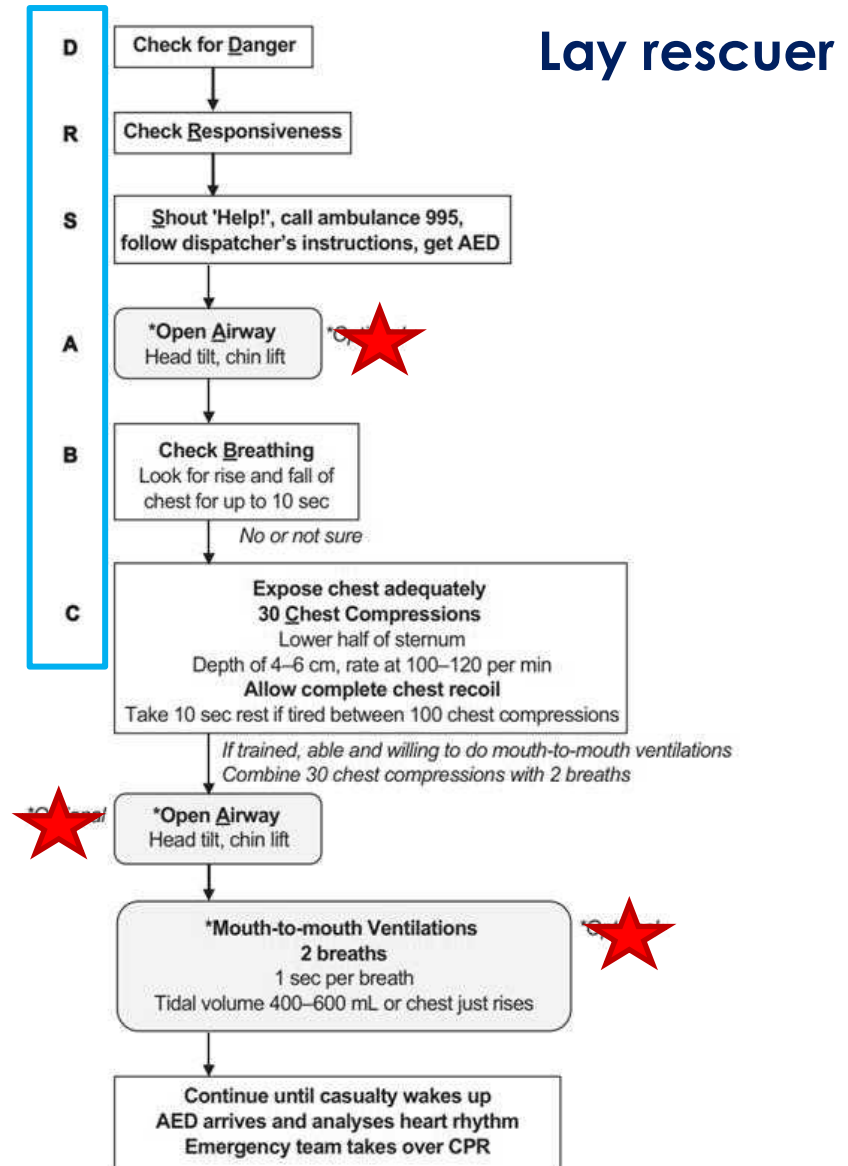 Lay rescuer
D
Check for Danger
R
Check Responsiveness
S
Shout 'Help!', call ambulance 995,
follow dispatcher's instructions, get AED
A
*Open Airway
Head tilt, chin lift
B
Check Breathing
Look for rise and fall of
chest for up to 10 sec
No or not sure
C
Expose chest adequately
30 Chest Compressions
Lower half of sternum
Depth of 4–6 cm, rate at 100–120 per min
Allow complete chest recoil
Take 10 sec rest if tired between 100 chest compressions
If trained, able and willing to do mouth-to-mouth ventilations
Combine 30 chest compressions with 2 breaths
*Open Airway
Head tilt, chin lift
*Mouth-to-mouth Ventilations
2 breaths
1 sec per breath
Tidal volume 400–600 mL or chest just rises
Continue until casualty wakes up
AED arrives and analyses heart rhythm
Emergency team takes over CPR